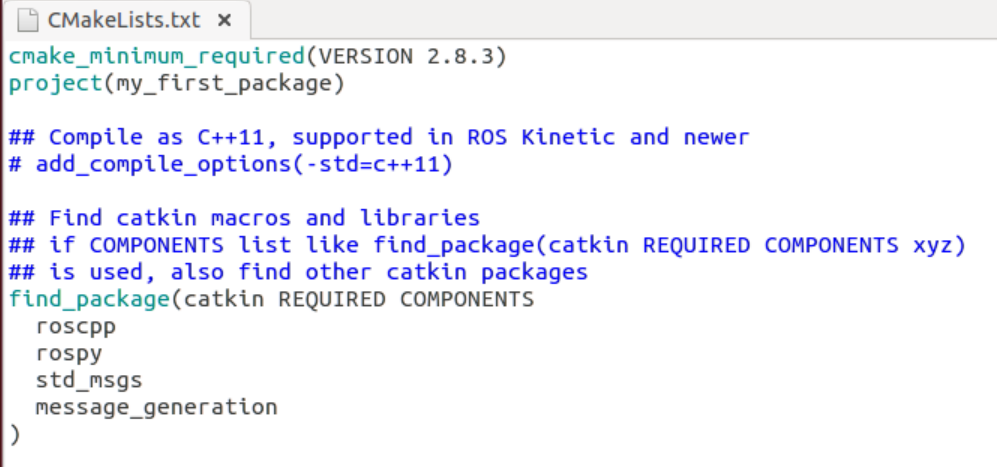 CMakeLists.txt ×
cmake_minimum_required(VERSION 2.8.3)
project(my_first_package)
## Compile as C++11, supported in ROS Kinetic and newer
# add_compile_options(-std=c++11)
## Find catkin macros and libraries
## if COMPONENTS list like find_package(catkin REQUIRED COMPONENTS xyz)
## is used, also find other catkin packages
find_package(catkin REQUIRED COMPONENTS
  roscpp
  rospy
  std_msgs
  message_generation
)